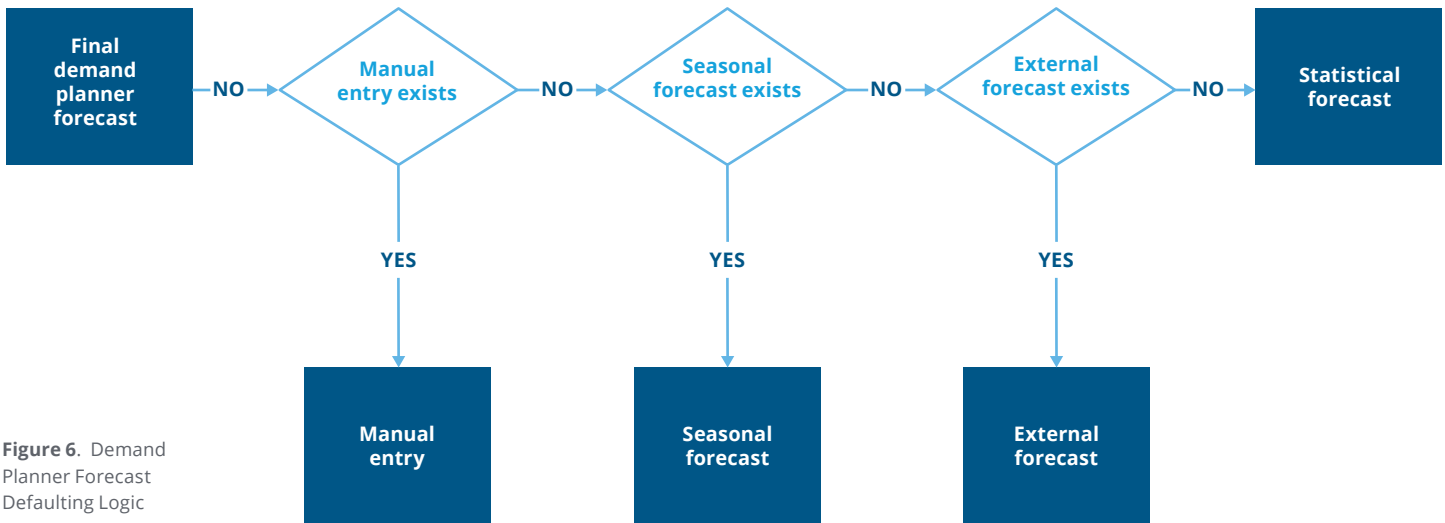 Final
demand
planner
forecast
NO
Manual
entry exists
NO
Seasonal
forecast exists
NO
External
forecast exists
NO
Statistical
forecast
YES
YES
YES
Manual
entry
Seasonal
forecast
External
forecast
Figure 6. Demand
Planner Forecast
Defaulting Logic